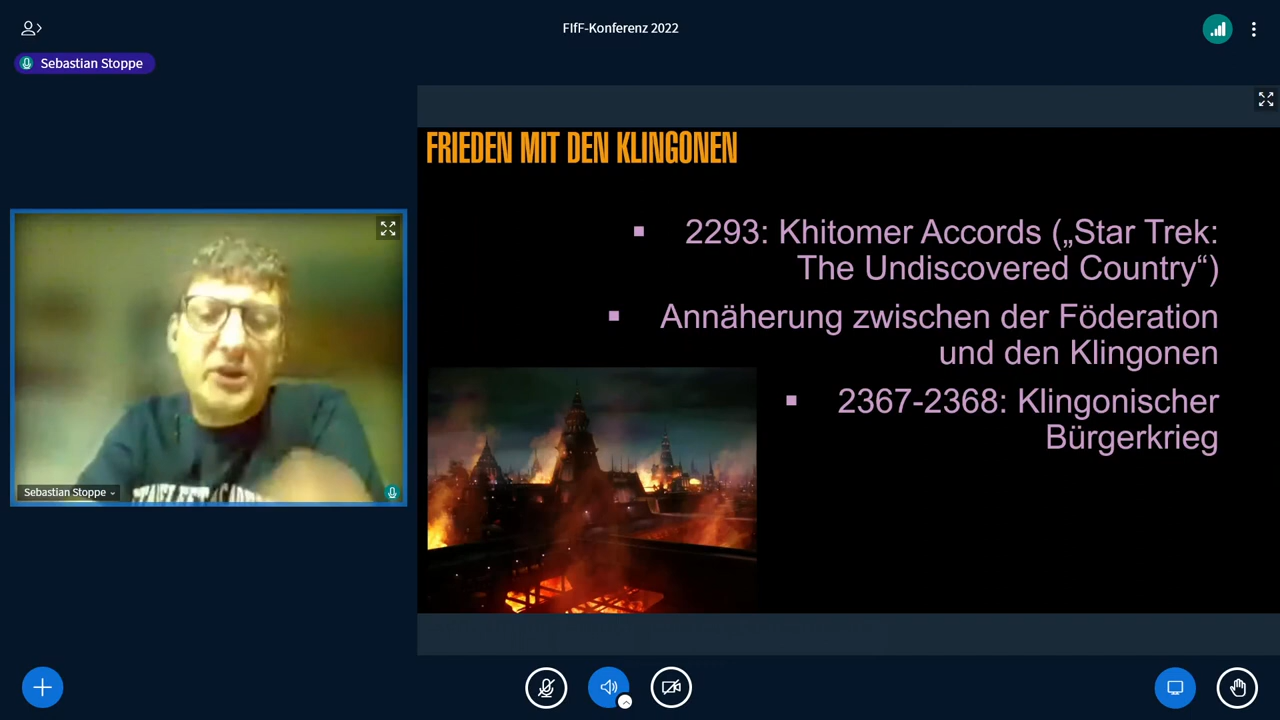 FIfF-Konferenz 2022
Sebastian Stoppe
FRIEDEN MIT DEN KLINGONEN
▪ 2293: Khitomer Accords („Star Trek:
The Undiscovered Country“)
▪ Annäherung zwischen der Föderation
und den Klingonen
▪ 2367-2368: Klingonischer
Bürgerkrieg
Sebastian Stoppe